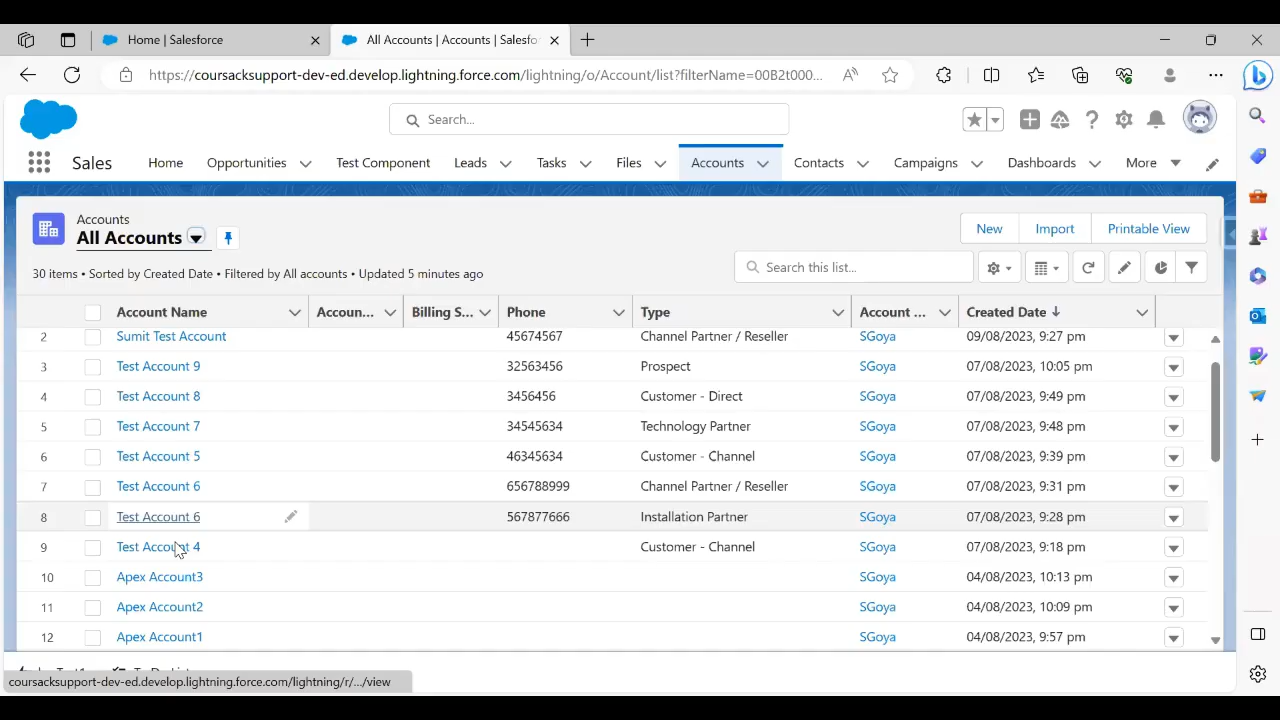 Home | Salesforce
All Accounts | Accounts | Salesfo
https://coursacksupport-dev-ed.develop.lightning.force.com/lightning/o/Account/list?filterName=00B2t000...
Search...
Sales Home Opportunities Test Component Leads Tasks Files Accounts Contacts Campaigns Dashboards More
Accounts
All Accounts
New Import Printable View
30 items • Sorted by Created Date • Filtered by All accounts • Updated 5 minutes ago
Search this list...
Account Name Accoun... Billing S... Phone Type Account ... Created Date
2 Sumit Test Account 45674567 Channel Partner / Reseller SGoya 09/08/2023, 9:27 pm
3 Test Account 9 32563456 Prospect SGoya 07/08/2023, 10:05 pm
4 Test Account 8 3456456 Customer - Direct SGoya 07/08/2023, 9:49 pm
5 Test Account 7 34545634 Technology Partner SGoya 07/08/2023, 9:48 pm
6 Test Account 5 46345634 Customer - Channel SGoya 07/08/2023, 9:39 pm
7 Test Account 6 656788999 Channel Partner / Reseller SGoya 07/08/2023, 9:31 pm
8 Test Account 6 567877666 Installation Partner SGoya 07/08/2023, 9:28 pm
9 Test Account 4 Customer - Channel SGoya 07/08/2023, 9:18 pm
10 Apex Account3 SGoya 04/08/2023, 10:13 pm
11 Apex Account2 SGoya 04/08/2023, 10:09 pm
12 Apex Account1 SGoya 04/08/2023, 9:57 pm
coursacksupport-dev-ed.develop.lightning.force.com/lightning/r/.../view